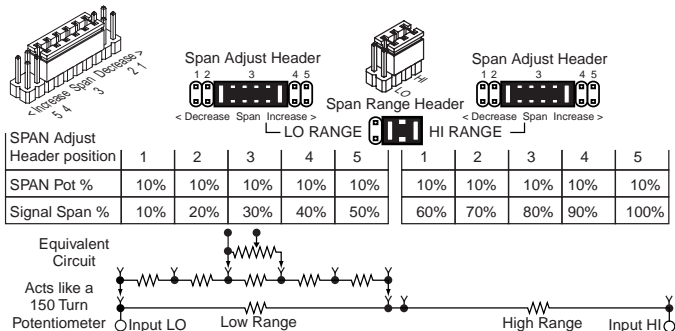 Span Adjust Header
1 2 3 4 5
< Decrease Span Increase >
< Increase Span Decrease >
5 4 3 2 1
LO HI
Span Range Header
LO RANGE HI RANGE
Span Adjust Header
1 2 3 4 5
< Decrease Span Increase >
SPAN Adjust
Header position 1 2 3 4 5 1 2 3 4 5
SPAN Pot % 10% 10% 10% 10% 10% 10% 10% 10% 10% 10%
Signal Span % 10% 20% 30% 40% 50% 60% 70% 80% 90% 100%
Equivalent
Circuit
Acts like a
150 Turn
Potentiometer
Input LO Low Range High Range Input HI